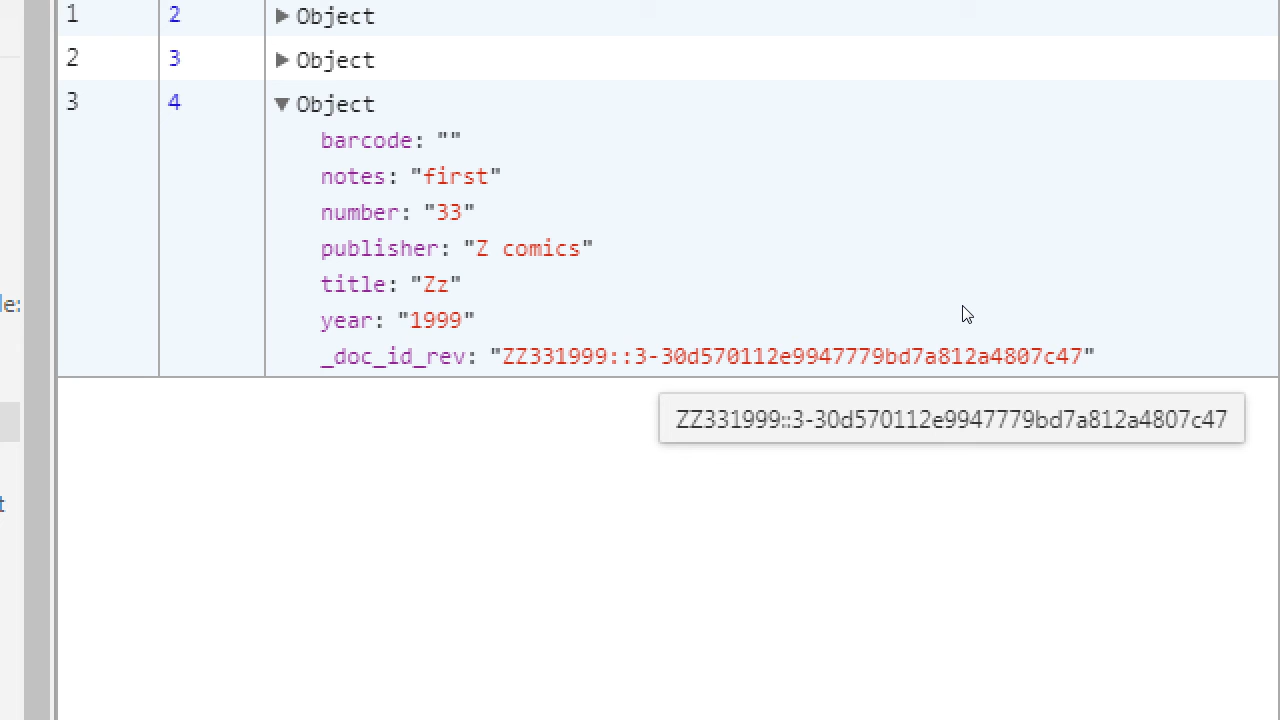 1 2 ▶Object
2 3 ▶Object
3 4 ▼Object
barcode: ""
notes: "first"
number: "33"
publisher: "Z comics"
title: "Zz"
le:
year: "1999"
_doc_id_rev: "ZZ331999::3-30d570112e9947779bd7a812a4807c47"
ZZ331999::3-30d570112e9947779bd7a812a4807c47
t